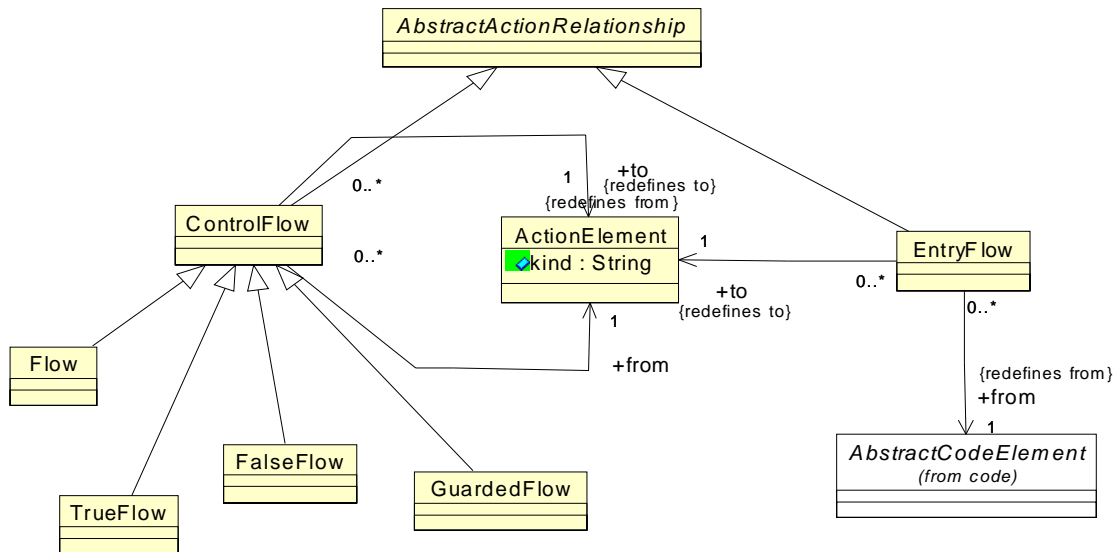 AbstractActionRelationship
+to
1
0..*
{redefines to}
{redefines from}
ControlFlow
ActionElement
EntryFlow
1
0..*
kind : String
0..*
+to
0..*
1
{redefines to}
Flow
+from
{redefines from}
+from
1
AbstractCodeElement
(from code)
FalseFlow
GuardedFlow
TrueFlow